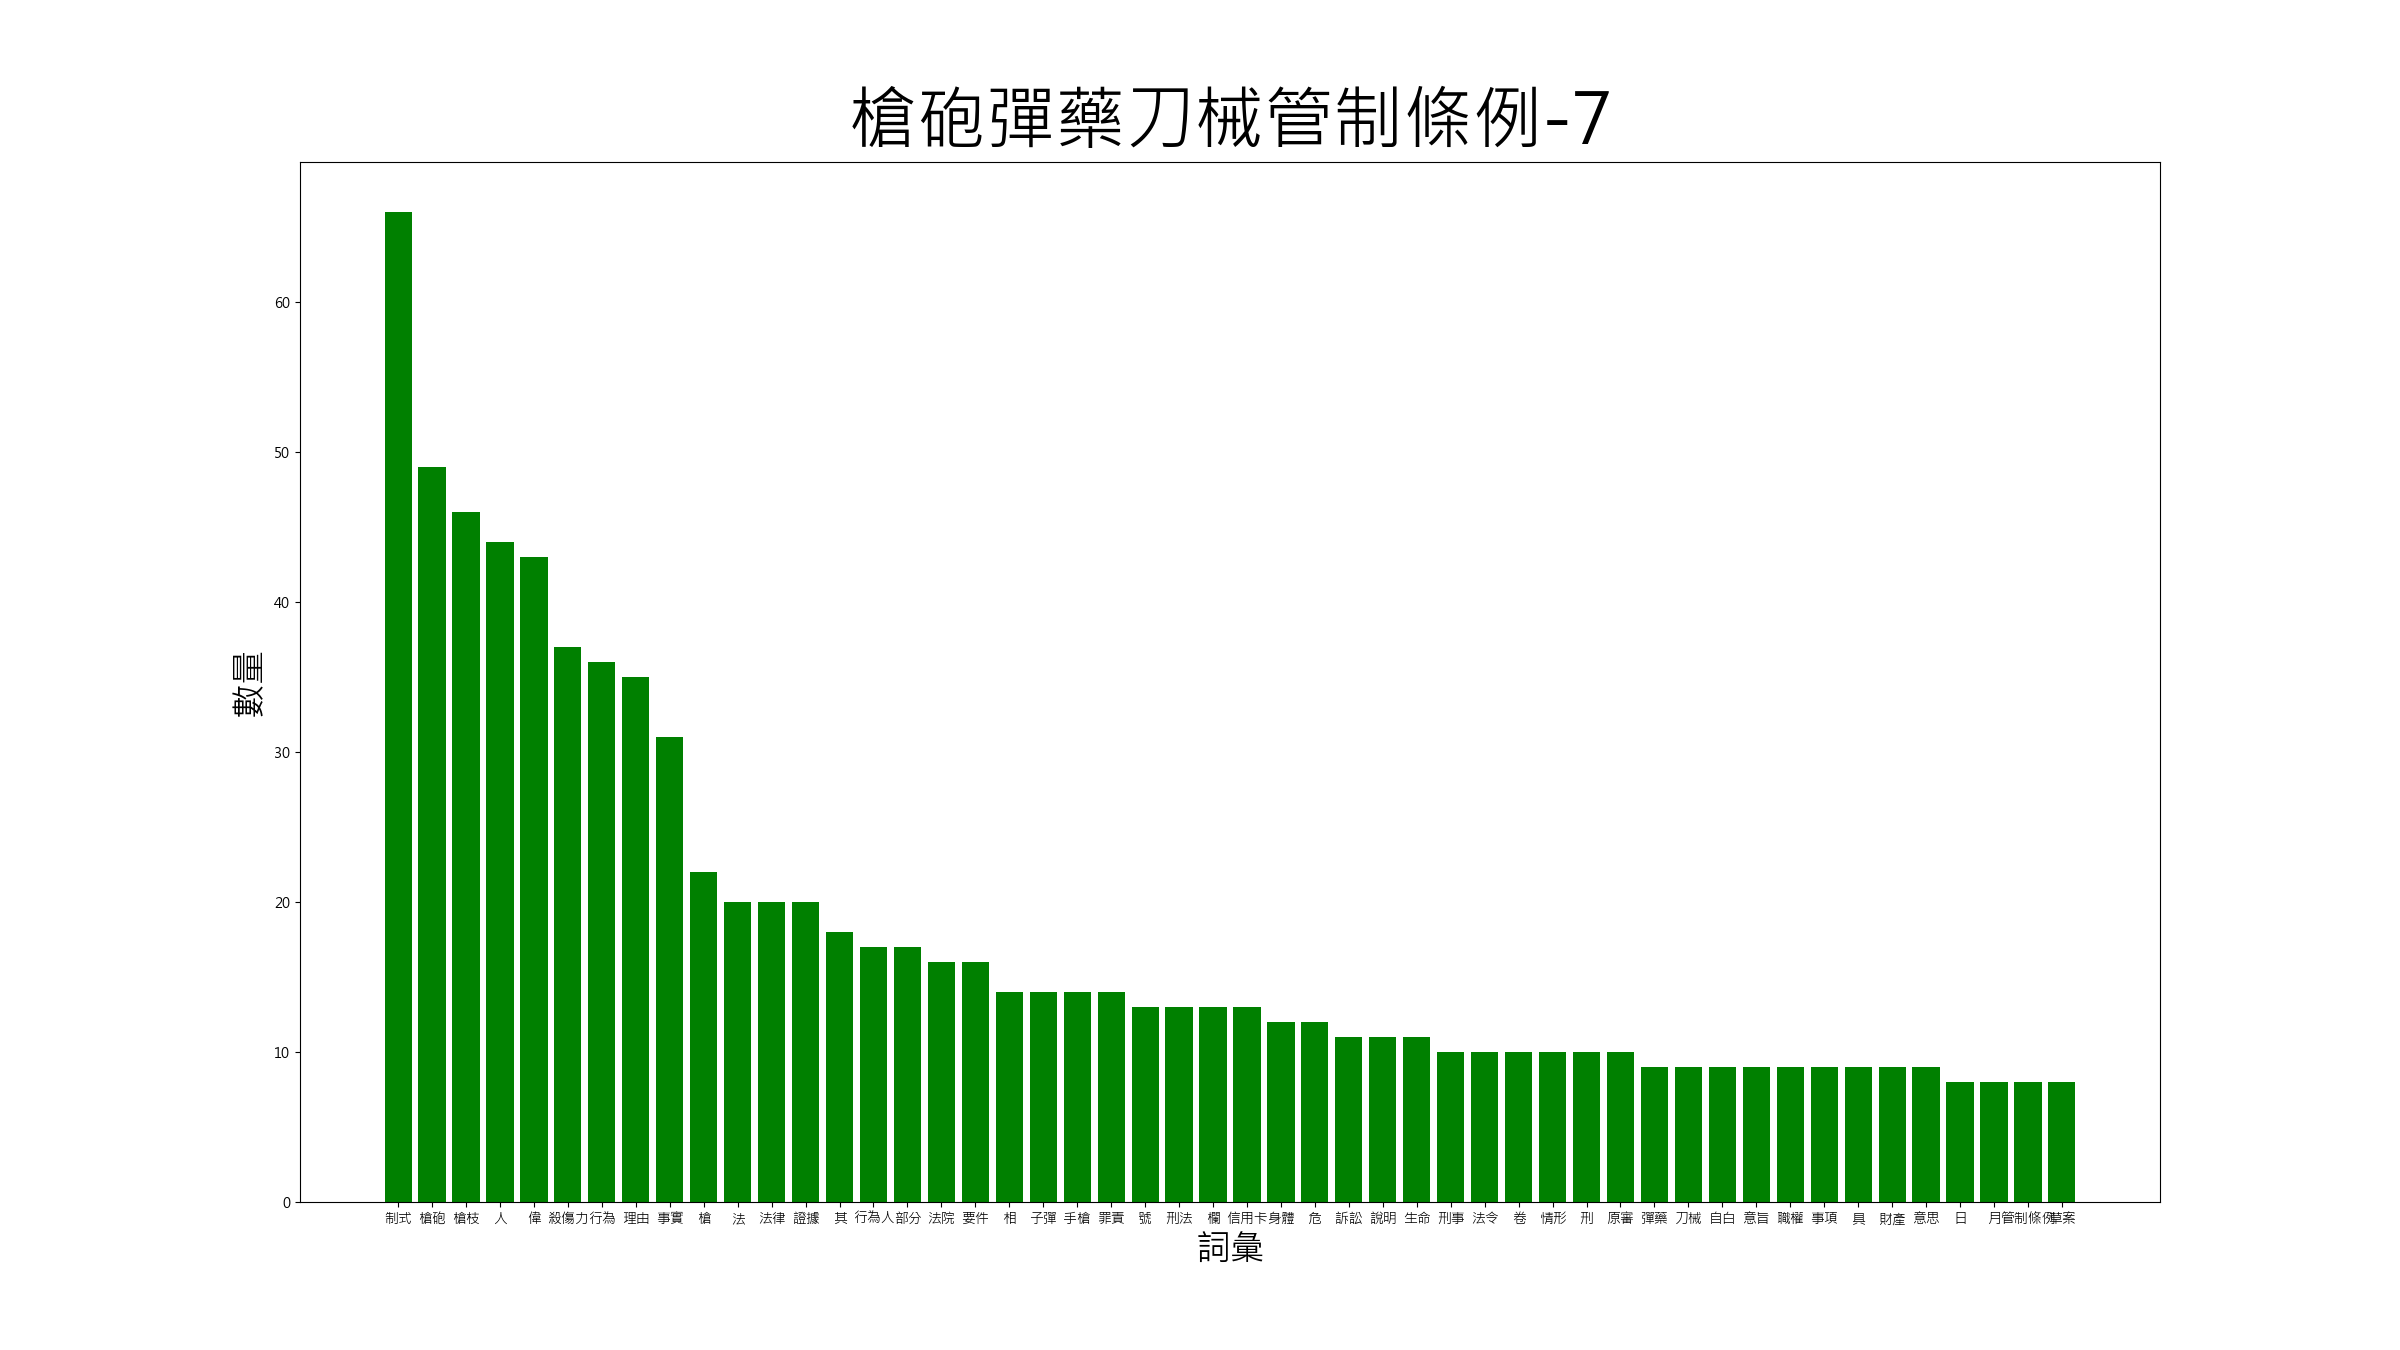 槍砲彈藥刀械管制條例-7
60
50
40
30
20
10
0
數量
制式 槍砲 槍枝 人 偉 殺傷力 行為 理由 事實 槍 法 法律 證據 其 行為人 部分 法院 要件 相 子彈 手槍 罪責 號 刑法 欄 信用卡 身體 危 訴訟 說明 生命 刑事 法令 卷 情形 刑 原審 彈藥 刀械 自白 意旨 職權 事項 具 財產 意思 日 月 管制條例 草案
詞彙